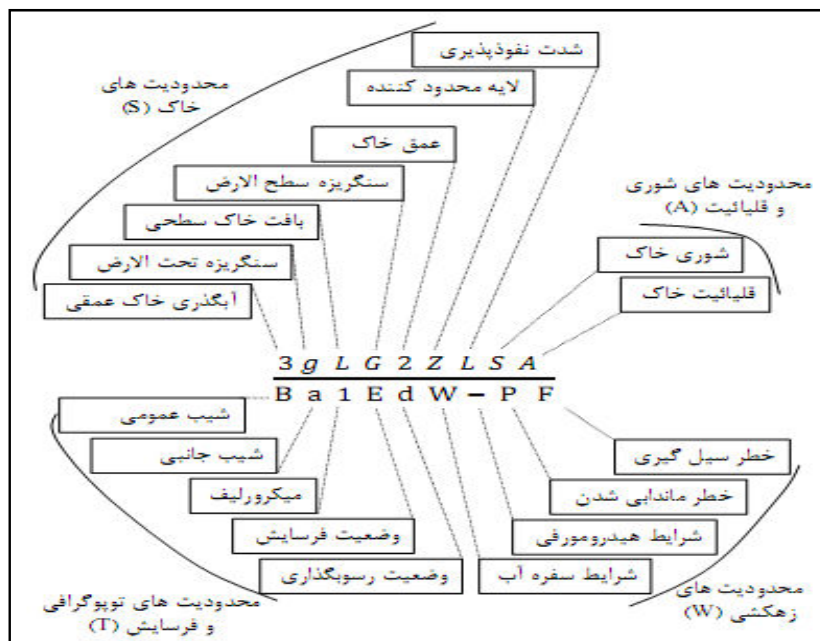 شدت نفوذپذیری
لایه محدود کننده
محدودیت های
خاک (S)
عمق خاک
سنگریزه سطح الارض
بافت خاک سطحی
سنگریزه تحت الارض
آبگذری خاک عمقی
محدودیت های شوری
و قلیائیت (A)
شوری خاک
قلیائیت خاک
3 g L G 2 Z L S A
B a 1 E d W – P F
شیب عمومی
شیب جانبی
میکرورلیف
وضعیت فرسایش
وضعیت رسوبگذاری
محدودیت های توپوگرافی
و فرسایش (T)
خطر سیل گیری
خطر ماندابی شدن
شرایط هیدرومورفی
شرایط سفره آب
محدودیت های
زهکشی (W)